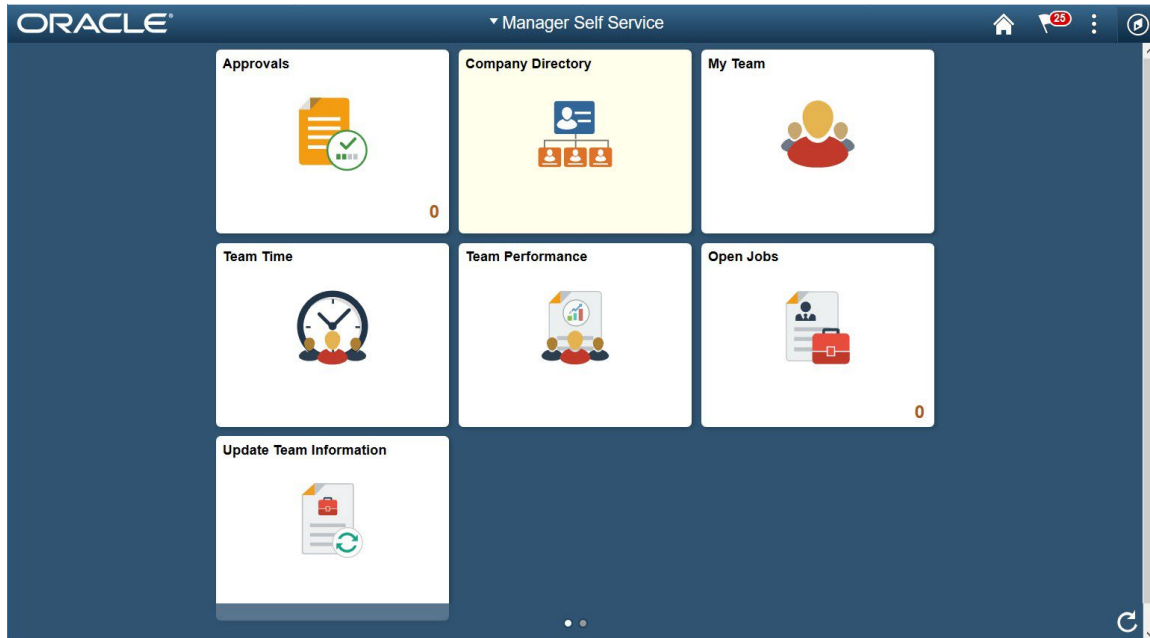 ORACLE®
Manager Self Service
25
Approvals
0
Company Directory
My Team
Team Time
Team Performance
Open Jobs
0
Update Team Information